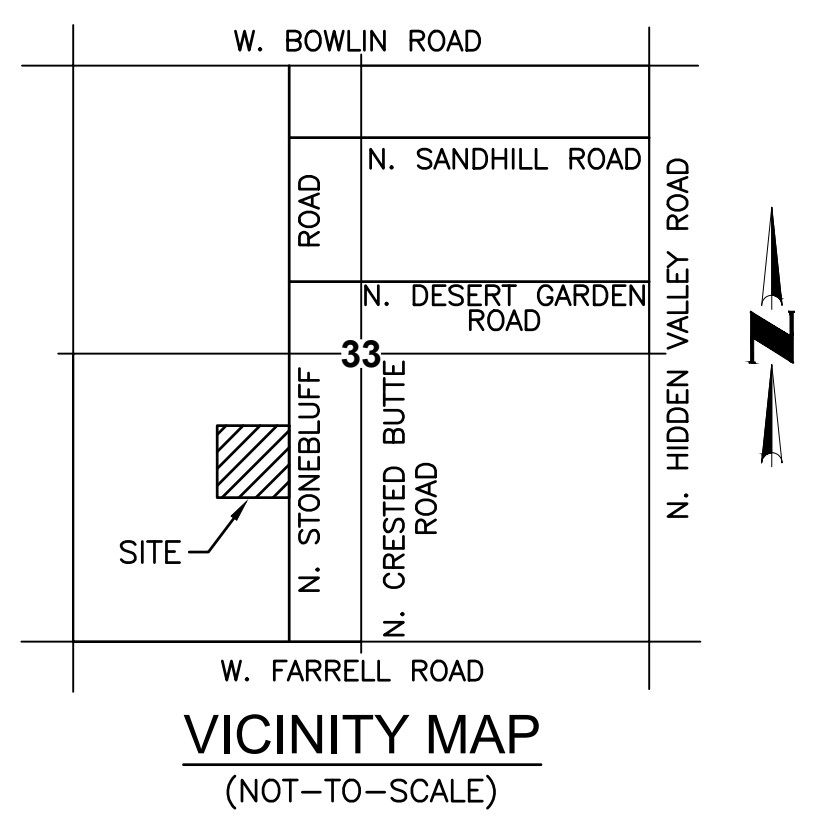 W. BOWLIN ROAD
N. SANDHILL ROAD
ROAD
N. HIDDEN VALLEY ROAD
N. DESERT GARDEN
ROAD
33
N. STONEBLUFF
N. CRESTED BUTTE
ROAD
N
SITE
W. FARRELL ROAD
VICINITY MAP
(NOT-TO-SCALE)